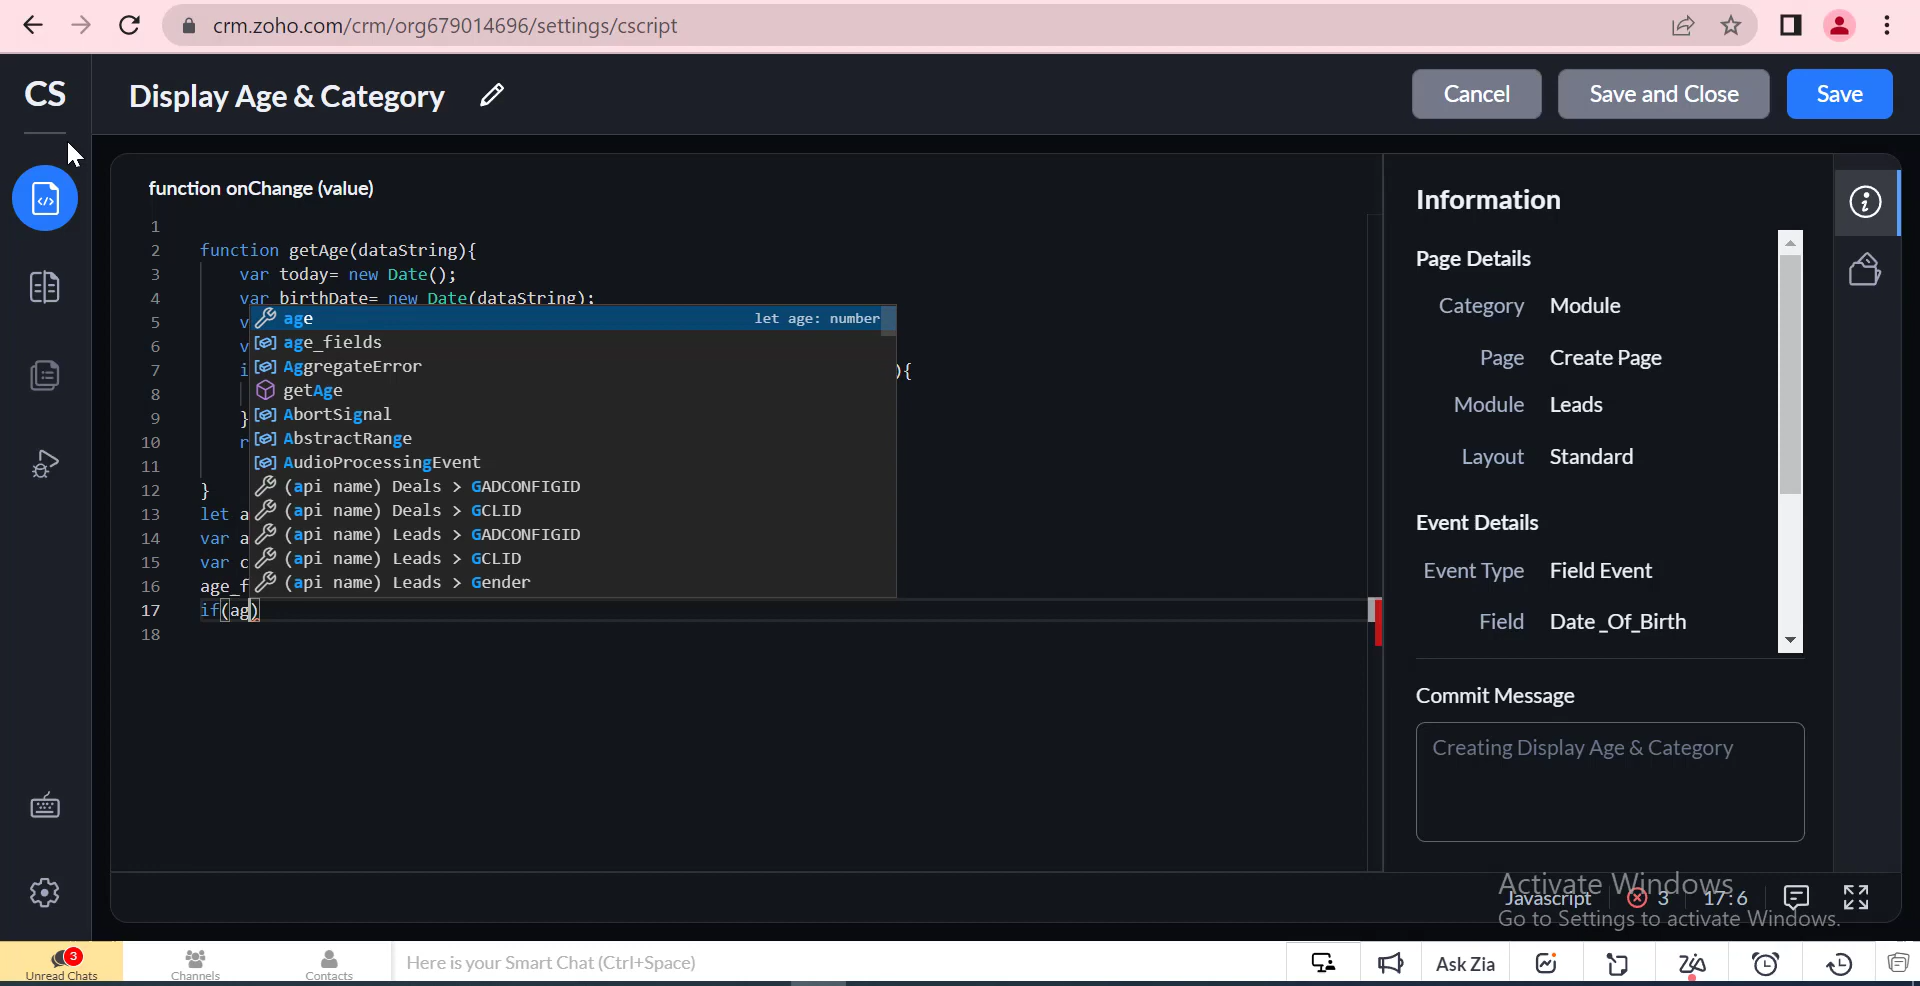 crm.zoho.com/crm/org679014696/settings/cscript
CS
Display Age & Category
Cancel
Save and Close
Save
function onChange (value)
1
2 function getAge(dataString){
3 var today= new Date();
4 var birthDate= new Date(dataString);
5 v
6 v
7 i ){
8
9 }
10 r
11
12 }
13 let a
14 var a
15 var c
16 age_f
17 if(ag)
18
age let age: number
age_fields
AggregateError
getAge
AbortSignal
AbstractRange
AudioProcessingEvent
(api name) Deals > GADCONFIGID
(api name) Deals > GCLID
(api name) Leads > GADCONFIGID
(api name) Leads > GCLID
(api name) Leads > Gender
Information
Page Details
Category Module
Page Create Page
Module Leads
Layout Standard
Event Details
Event Type Field Event
Field Date _Of_Birth
Commit Message
Creating Display Age & Category
Activate Windows
Javascript 3 17:6
Go to Settings to activate Windows.
3
Unread Chats
Channels
Contacts
Here is your Smart Chat (Ctrl+Space)
Ask Zia